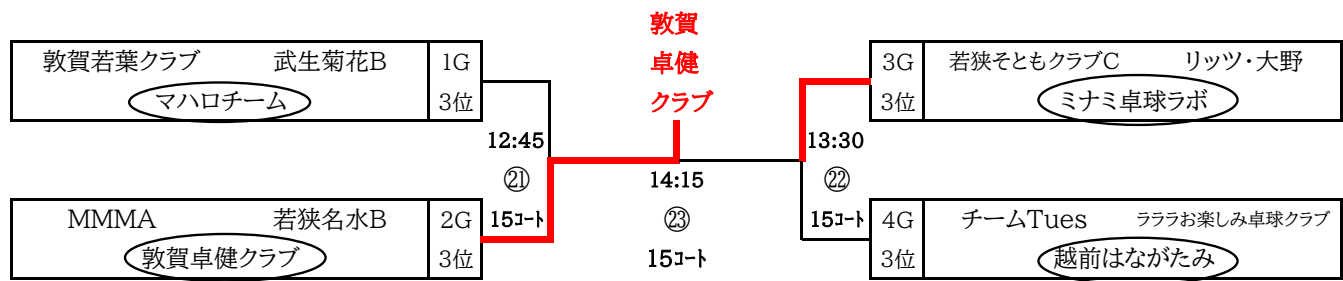 敦賀
卓健
クラブ
敦賀若葉クラブ 武生菊花B 1G
マハロチーム 3位
3G 若狭そともクラブC リッツ・大野
3位 ミナミ卓球ラボ
12:45
㉑
15ｺｰﾄ
14:15
㉓
15ｺｰﾄ
13:30
㉒
15ｺｰﾄ
MMMA 若狭名水B 2G
敦賀卓健クラブ 3位
4G チームTues ラララお楽しみ卓球クラブ
3位 越前はながたみ